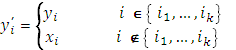 y'ᵢ = { yᵢ i ∈ { i₁, …, iₖ }
xᵢ i ∉ { i₁, …, iₖ }